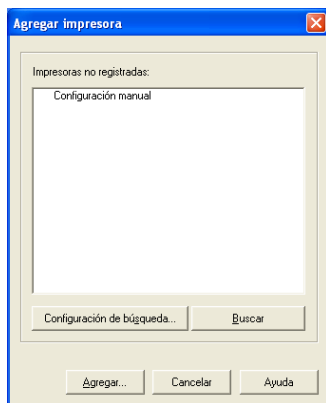 Agregar impresora
Impresoras no registradas:
Configuración manual
Configuración de búsqueda... Buscar
Agregar... Cancelar Ayuda